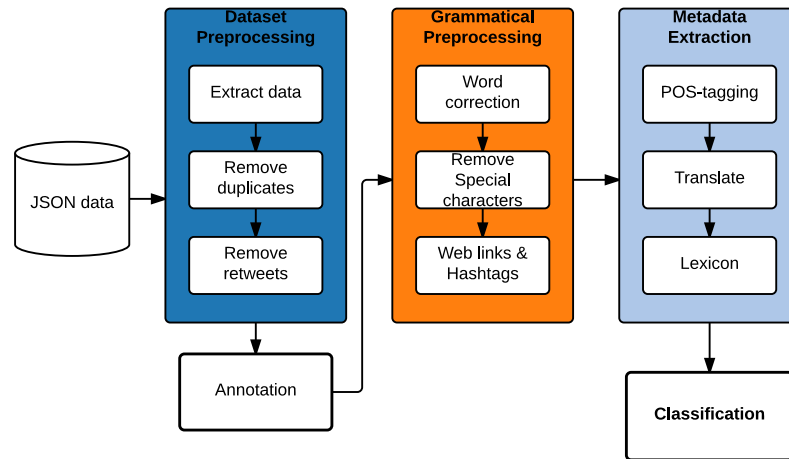 Dataset
Preprocessing
Extract data
Remove
duplicates
Remove
retweets
JSON data
Annotation
Grammatical
Preprocessing
Word
correction
Remove
Special
characters
Web links &
Hashtags
Metadada
Extraction
POS-tagging
Translate
Lexicon
Classification